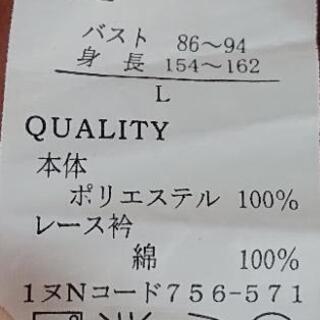 バスト 86～94
身長 154～162
L
QUALITY
本体
ポリエステル 100%
レース衿
綿 100%
1ヌNコード756-571